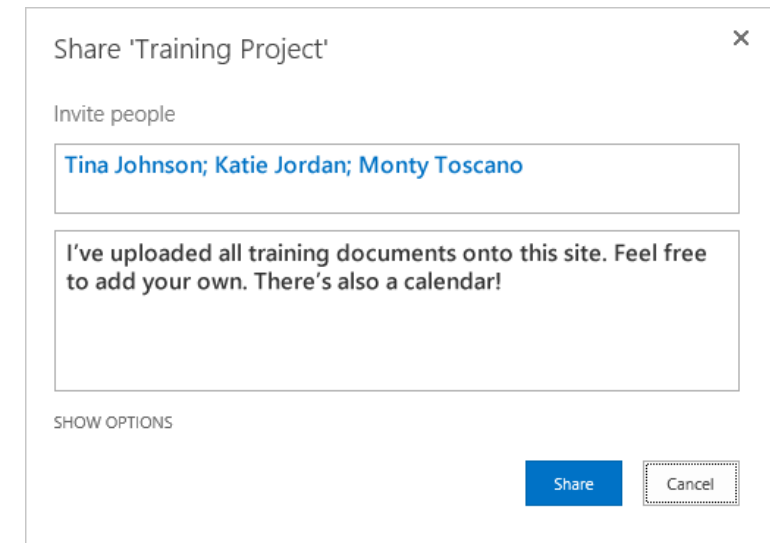 Share 'Training Project'
Invite people
Tina Johnson; Katie Jordan; Monty Toscano
I've uploaded all training documents onto this site. Feel free
to add your own. There's also a calendar!
SHOW OPTIONS
Share
Cancel